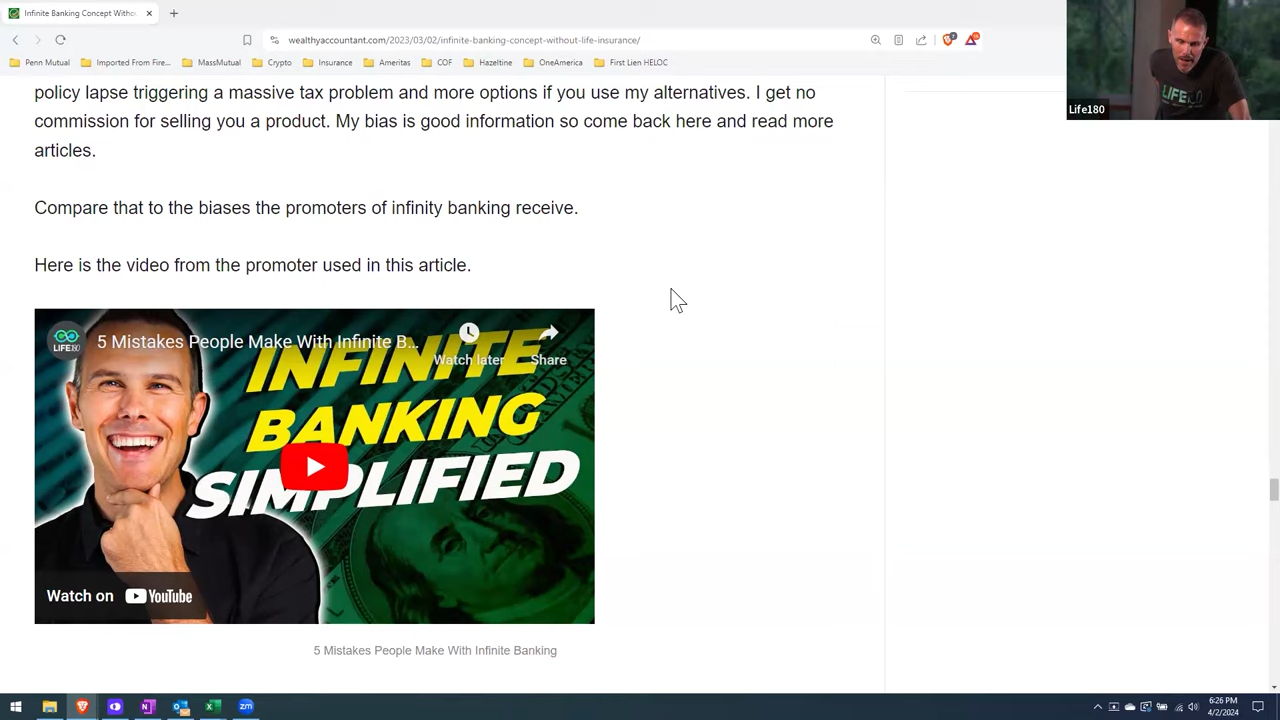 Infinite Banking Concept Witho
wealthyaccountant.com/2023/03/02/infinite-banking-concept-without-life-insurance/
Penn Mutual Imported From Fire... MassMutual Crypto Insurance Ameritas COF Hazeltine OneAmerica First Lien HELOC
policy lapse triggering a massive tax problem and more options if you use my alternatives. I get no
commission for selling you a product. My bias is good information so come back here and read more
articles.
Compare that to the biases the promoters of infinity banking receive.
Here is the video from the promoter used in this article.
LIFE180
5 Mistakes People Make With Infinite B...
Watch later
Share
INFINITE
BANKING
SIMPLIFIED
Watch on YouTube
5 Mistakes People Make With Infinite Banking
LIFE180
Life180
6:26 PM
4/2/2024